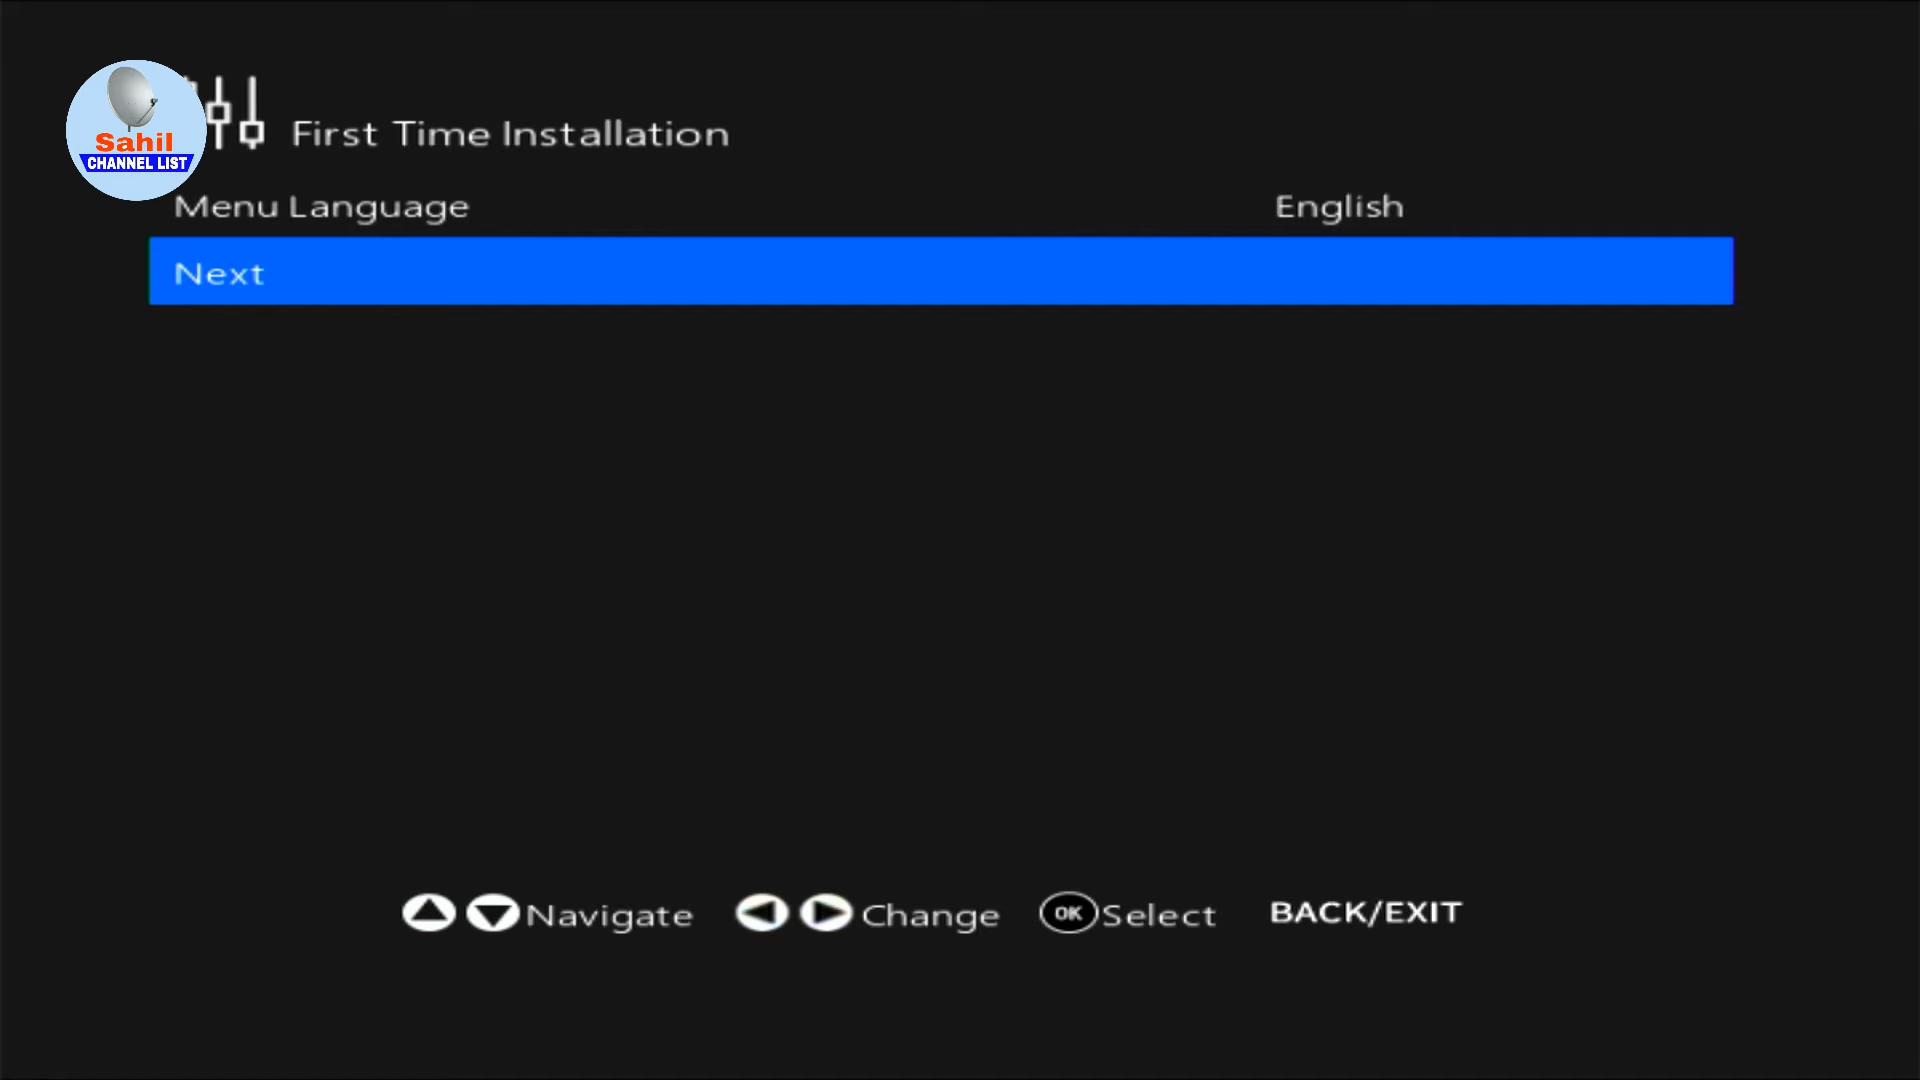 Sahil
CHANNEL LIST
First Time Installation
Menu Language English
Next
Navigate Change OK Select BACK/EXIT